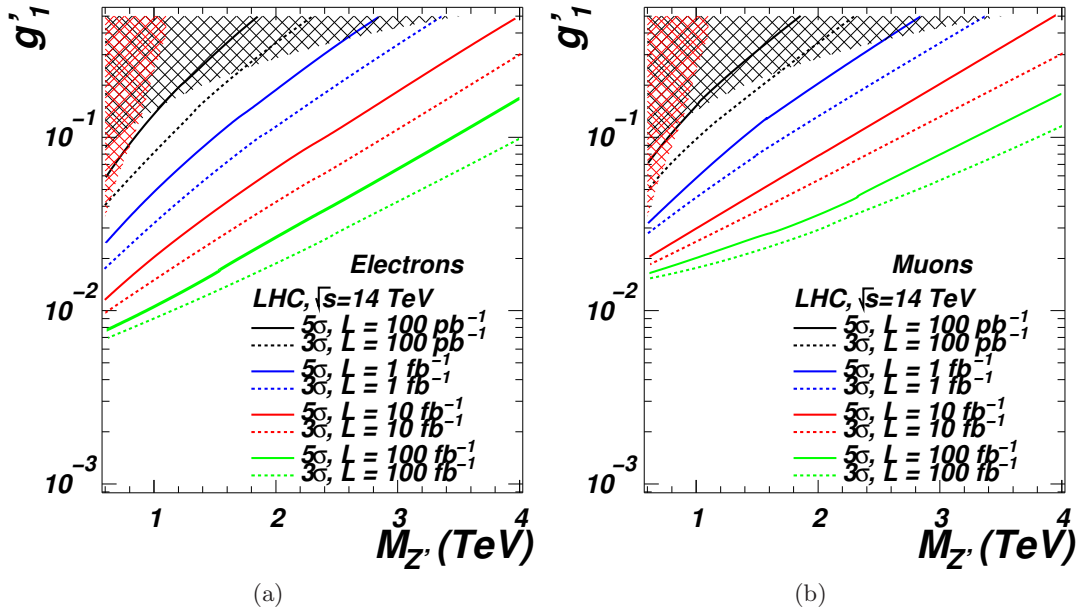 g'1
10⁻¹
10⁻²
10⁻³
Electrons
LHC, √s=14 TeV
5σ, L = 100 pb⁻¹
3σ, L = 100 pb⁻¹
5σ, L = 1 fb⁻¹
3σ, L = 1 fb⁻¹
5σ, L = 10 fb⁻¹
3σ, L = 10 fb⁻¹
5σ, L = 100 fb⁻¹
3σ, L = 100 fb⁻¹
1 2 3 4
M_Z' (TeV)
(a)
g'1
10⁻¹
10⁻²
10⁻³
Muons
LHC, √s=14 TeV
5σ, L = 100 pb⁻¹
3σ, L = 100 pb⁻¹
5σ, L = 1 fb⁻¹
3σ, L = 1 fb⁻¹
5σ, L = 10 fb⁻¹
3σ, L = 10 fb⁻¹
5σ, L = 100 fb⁻¹
3σ, L = 100 fb⁻¹
1 2 3 4
M_Z' (TeV)
(b)